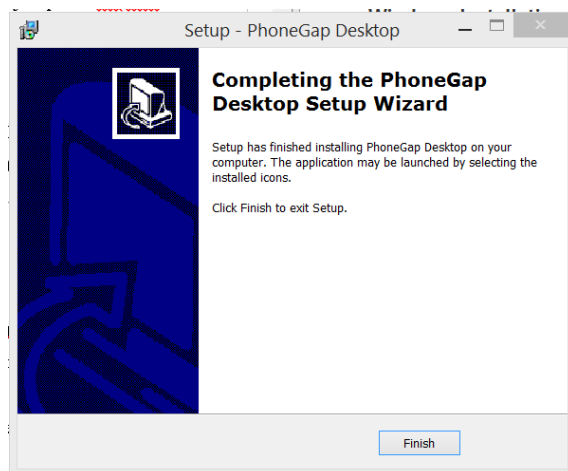 Setup - PhoneGap Desktop
Completing the PhoneGap
Desktop Setup Wizard
Setup has finished installing PhoneGap Desktop on your
computer. The application may be launched by selecting the
installed icons.
Click Finish to exit Setup.
Finish